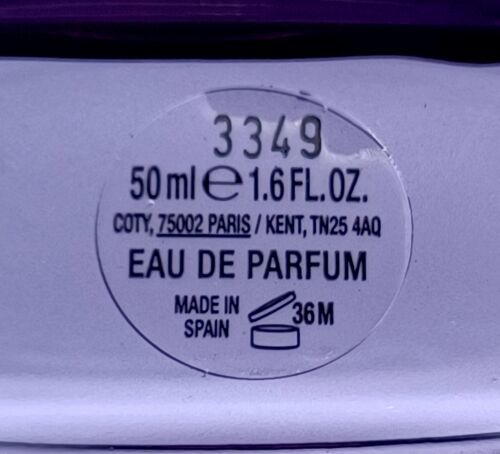 3349
50 ml ℮ 1.6 FL.OZ.
COTY, 75002 PARIS / KENT, TN25 4AQ
EAU DE PARFUM
MADE IN
SPAIN
36 M